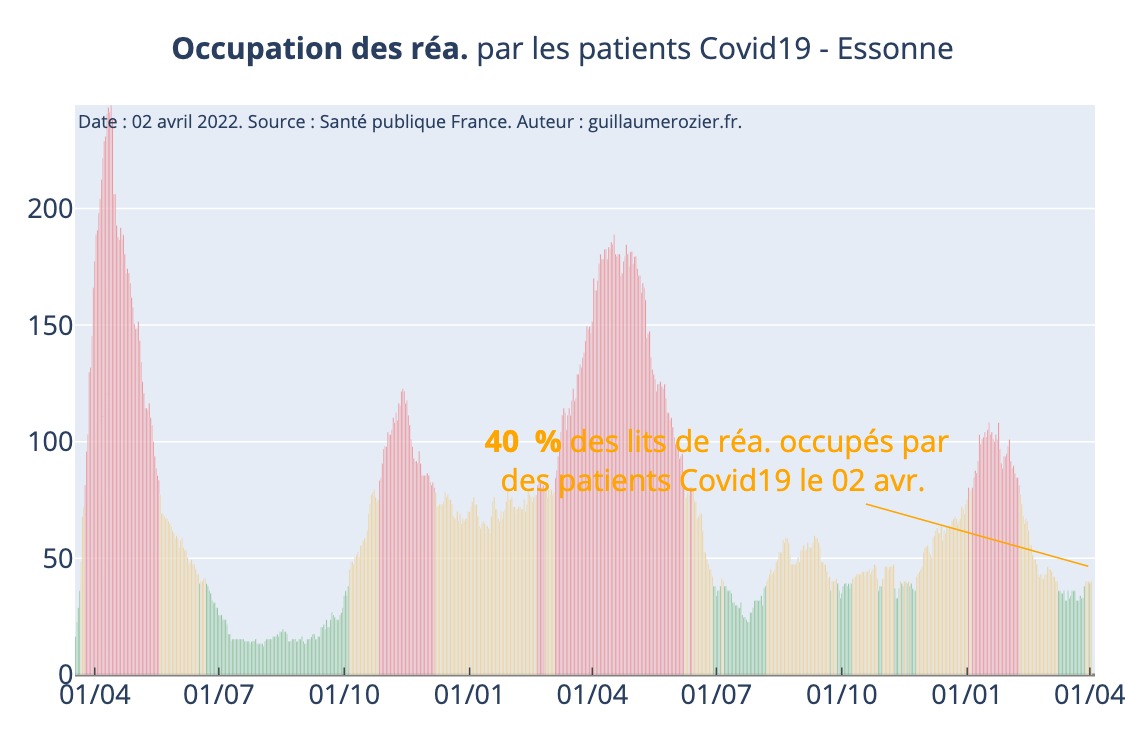 Occupation des réa. par les patients Covid19 - Essonne
Date : 02 avril 2022. Source : Santé publique France. Auteur : guillaumerozier.fr.
200
150
100
50
0
40 % des lits de réa. occupés par
des patients Covid19 le 02 avr.
01/04 01/07 01/10 01/01 01/04 01/07 01/10 01/01 01/04